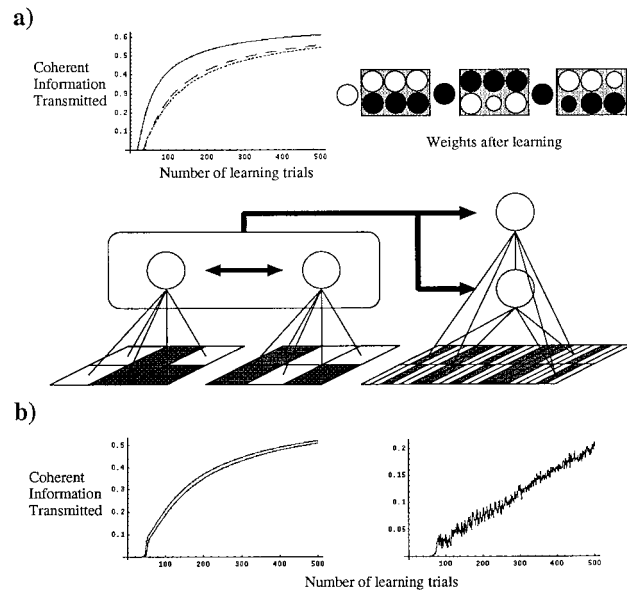 a)
Coherent
Information
Transmitted
0.6
0.5
0.4
0.3
0.2
0.1
100 200 300 400 500
Number of learning trials
Weights after learning
b)
Coherent
Information
Transmitted
0.5
0.4
0.3
0.2
0.1
100 200 300 400 500
0.2
0.15
0.1
0.05
100 200 300 400 500
Number of learning trials